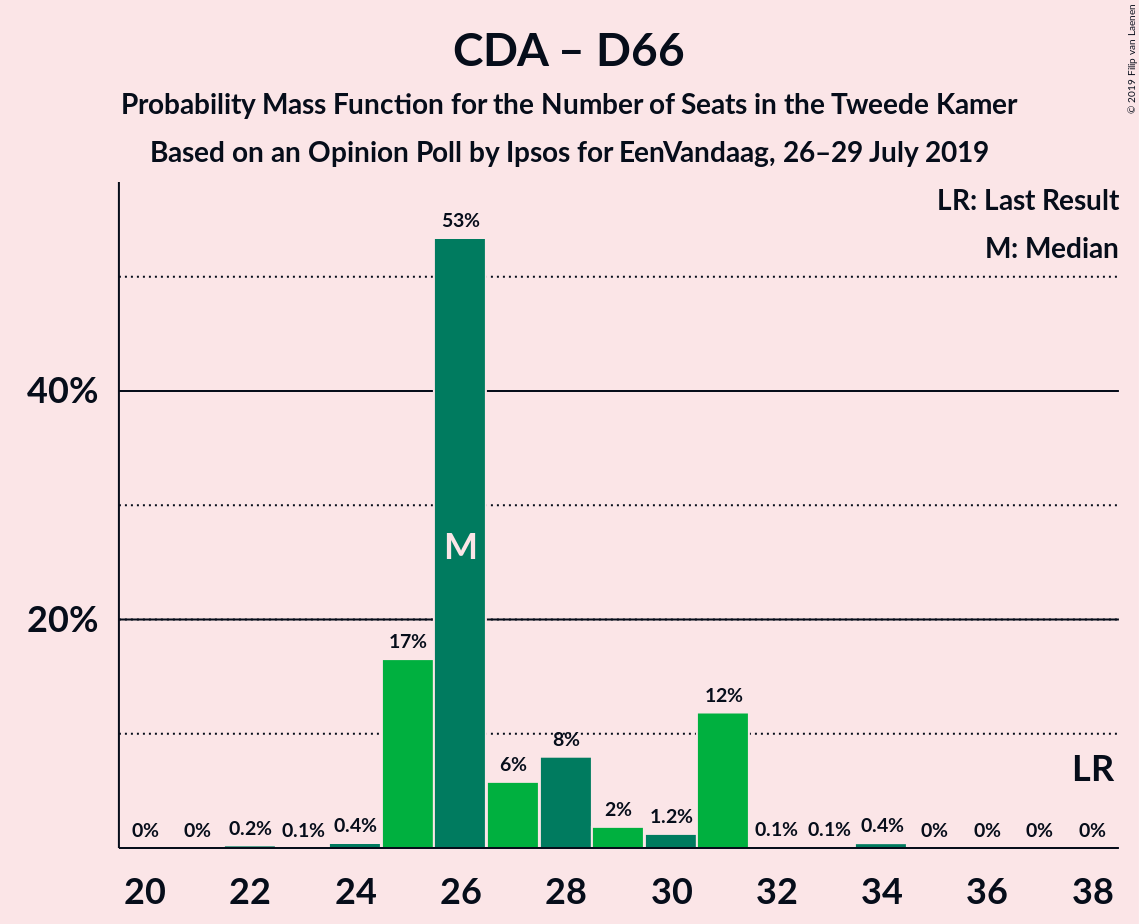 CDA – D66
Probability Mass Function for the Number of Seats in the Tweede Kamer
Based on an Opinion Poll by Ipsos for EenVandaag, 26–29 July 2019
© 2019 Filip van Laenen
LR: Last Result
M: Median
53%
40%
M
20%
17%
12%
8%
6%
LR
2%
1.2%
0% 0% 0.2% 0.1% 0.4% 0.1% 0.1% 0.4% 0% 0% 0% 0%
20 22 24 26 28 30 32 34 36 38